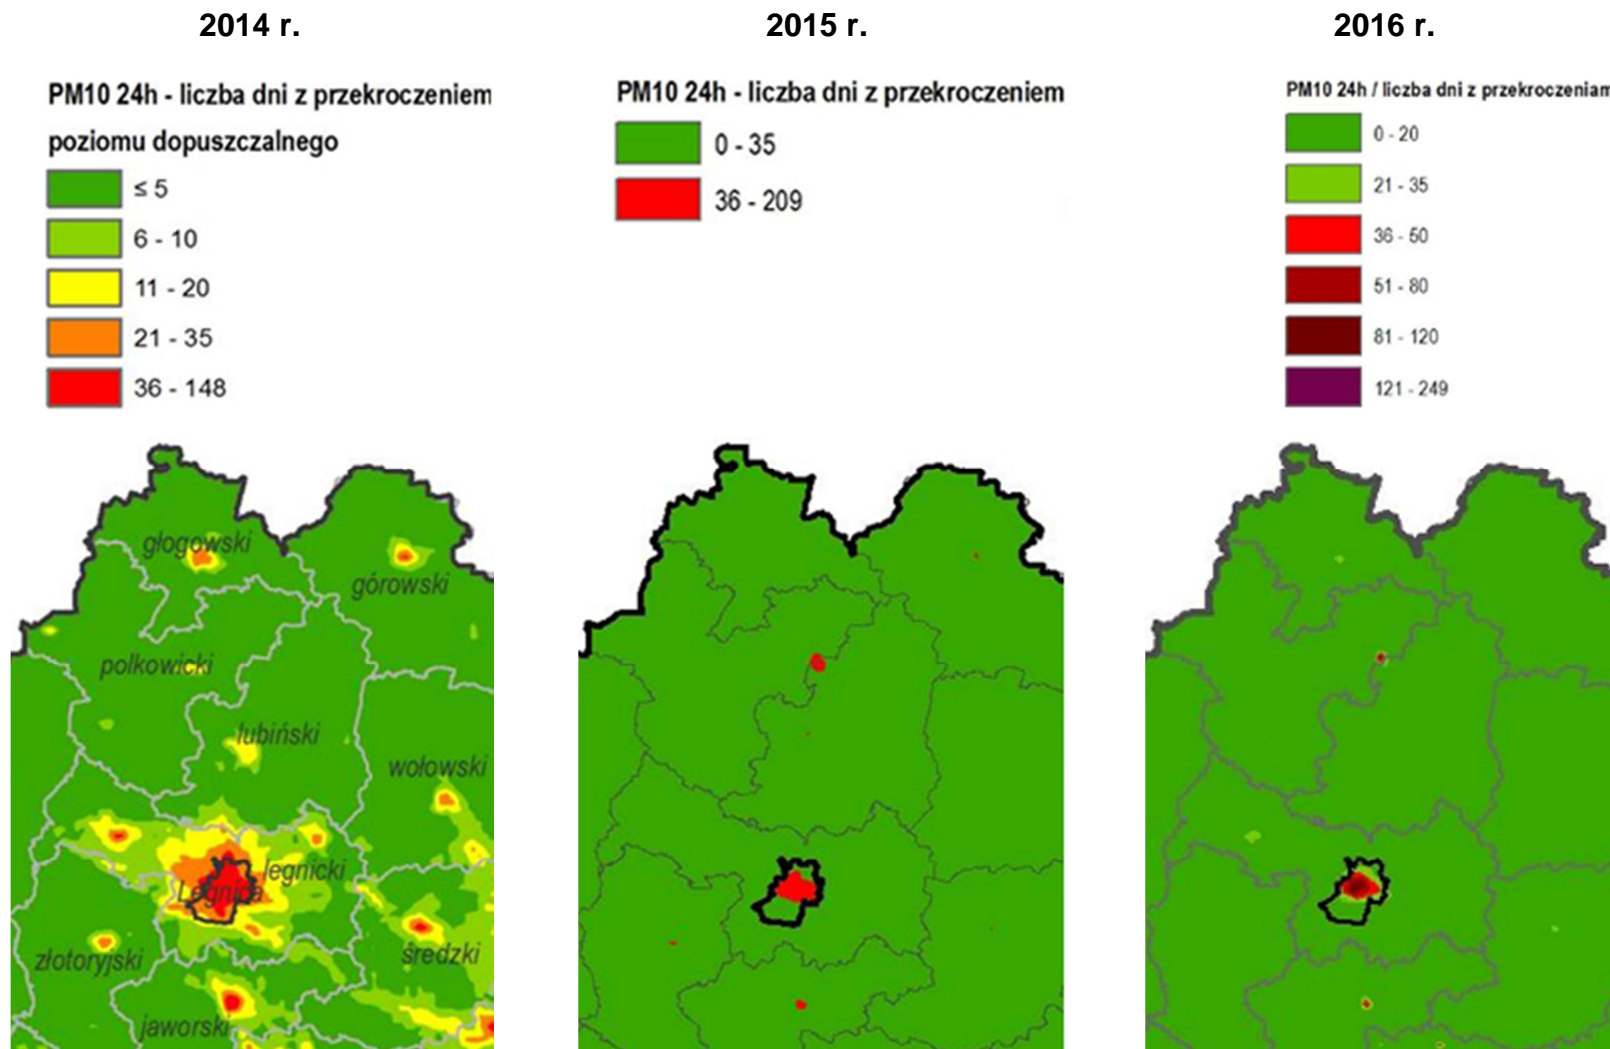 2014 r.
2015 r.
2016 r.
PM10 24h - liczba dni z przekroczeniem
poziomu dopuszczalnego
≤ 5
6 - 10
11 - 20
21 - 35
36 - 148
PM10 24h - liczba dni z przekroczeniem
0 - 35
36 - 209
PM10 24h / liczba dni z przekroczeniam
0 - 20
21 - 35
36 - 50
51 - 80
81 - 120
121 - 249
głogowski
górowski
polkowicki
lubiński
wołowski
legnicki
Legnica
złotoryjski
średzki
jaworski